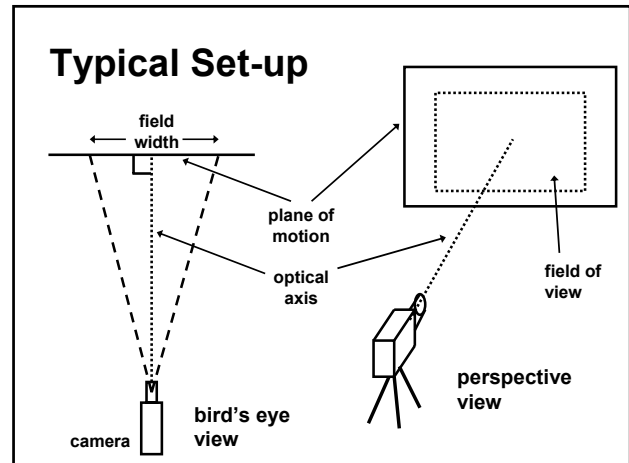 Typical Set-up
field
width
plane of
motion
optical
axis
field of
view
camera
bird's eye
view
perspective
view